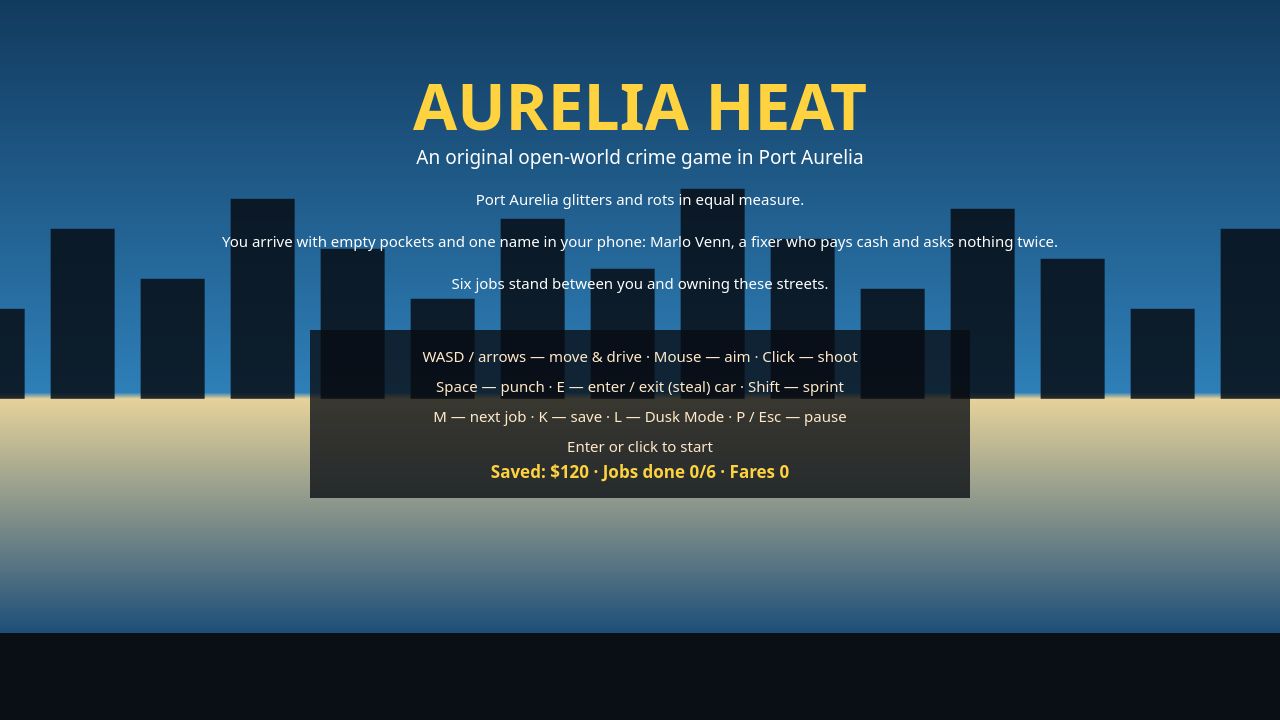 AURELIA HEAT
An original open-world crime game in Port Aurelia
Port Aurelia glitters and rots in equal measure.
You arrive with empty pockets and one name in your phone: Marlo Venn, a fixer who pays cash and asks nothing twice.
Six jobs stand between you and owning these streets.
WASD / arrows — move & drive · Mouse — aim · Click — shoot
Space — punch · E — enter / exit (steal) car · Shift — sprint
M — next job · K — save · L — Dusk Mode · P / Esc — pause
Enter or click to start
Saved: $120 · Jobs done 0/6 · Fares 0